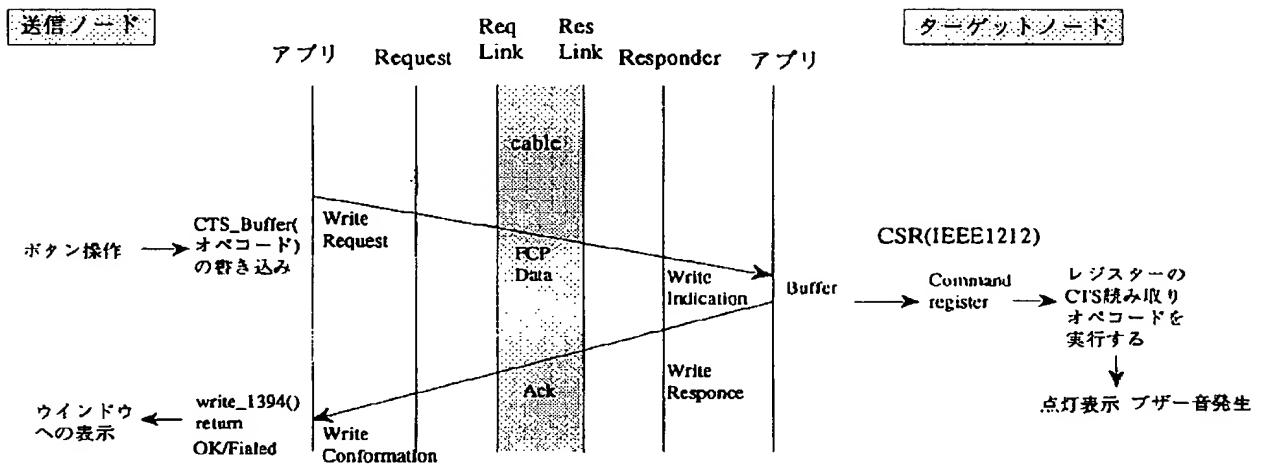 送信ノード
ターゲットノード
アプリ
Request
Req
Link
Res
Link
Responder
アプリ
cable
ボタン操作
CTS_Buffer(
オペコード)
の書き込み
Write
Request
FCP
Data
Write
Indication
Buffer
CSR(IEEE1212)
Command
register
レジスターの
CTS読み取り
オペコードを
実行する
点灯表示 ブザー音発生
Ack
Write
Responce
ウインドウ
への表示
write_1394()
return
OK/Fialed
Write
Conformation